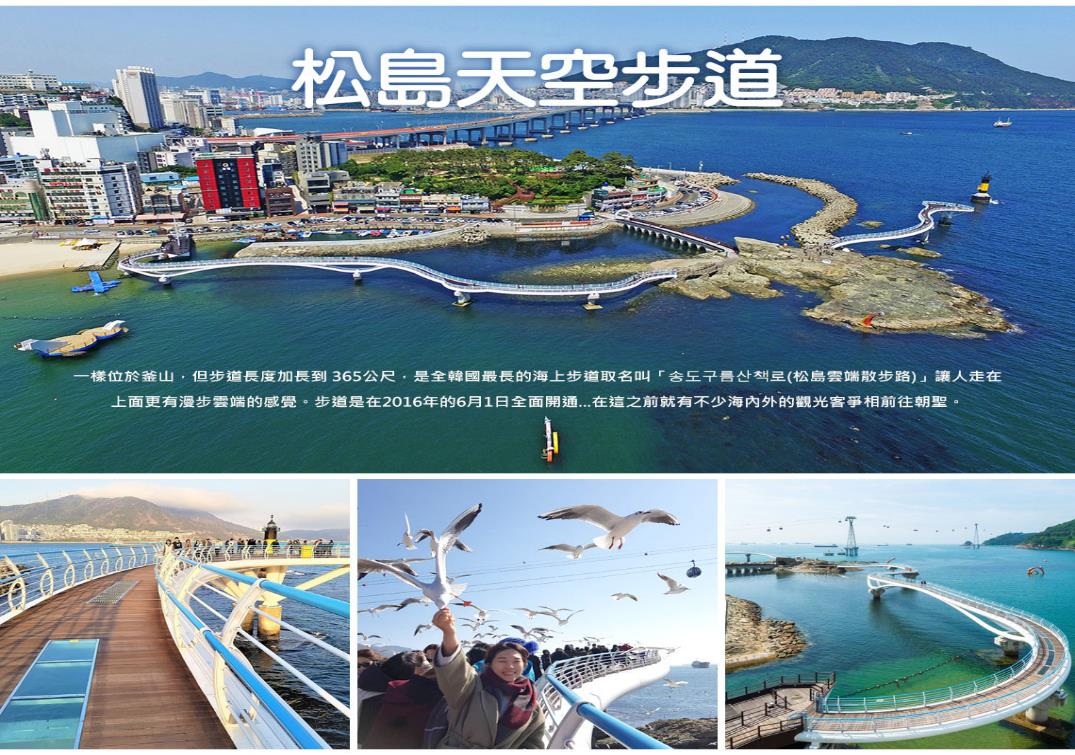 松島天空步道
一樣位於釜山，但步道長度加長到 365公尺，是全韓國最長的海上步道取名叫「송도구름산책로(松島雲端散步路)」讓人走在
上面更有漫步雲端的感覺。步道是在2016年的6月1日全面開通...在這之前就有不少海內外的觀光客爭相前往朝聖。